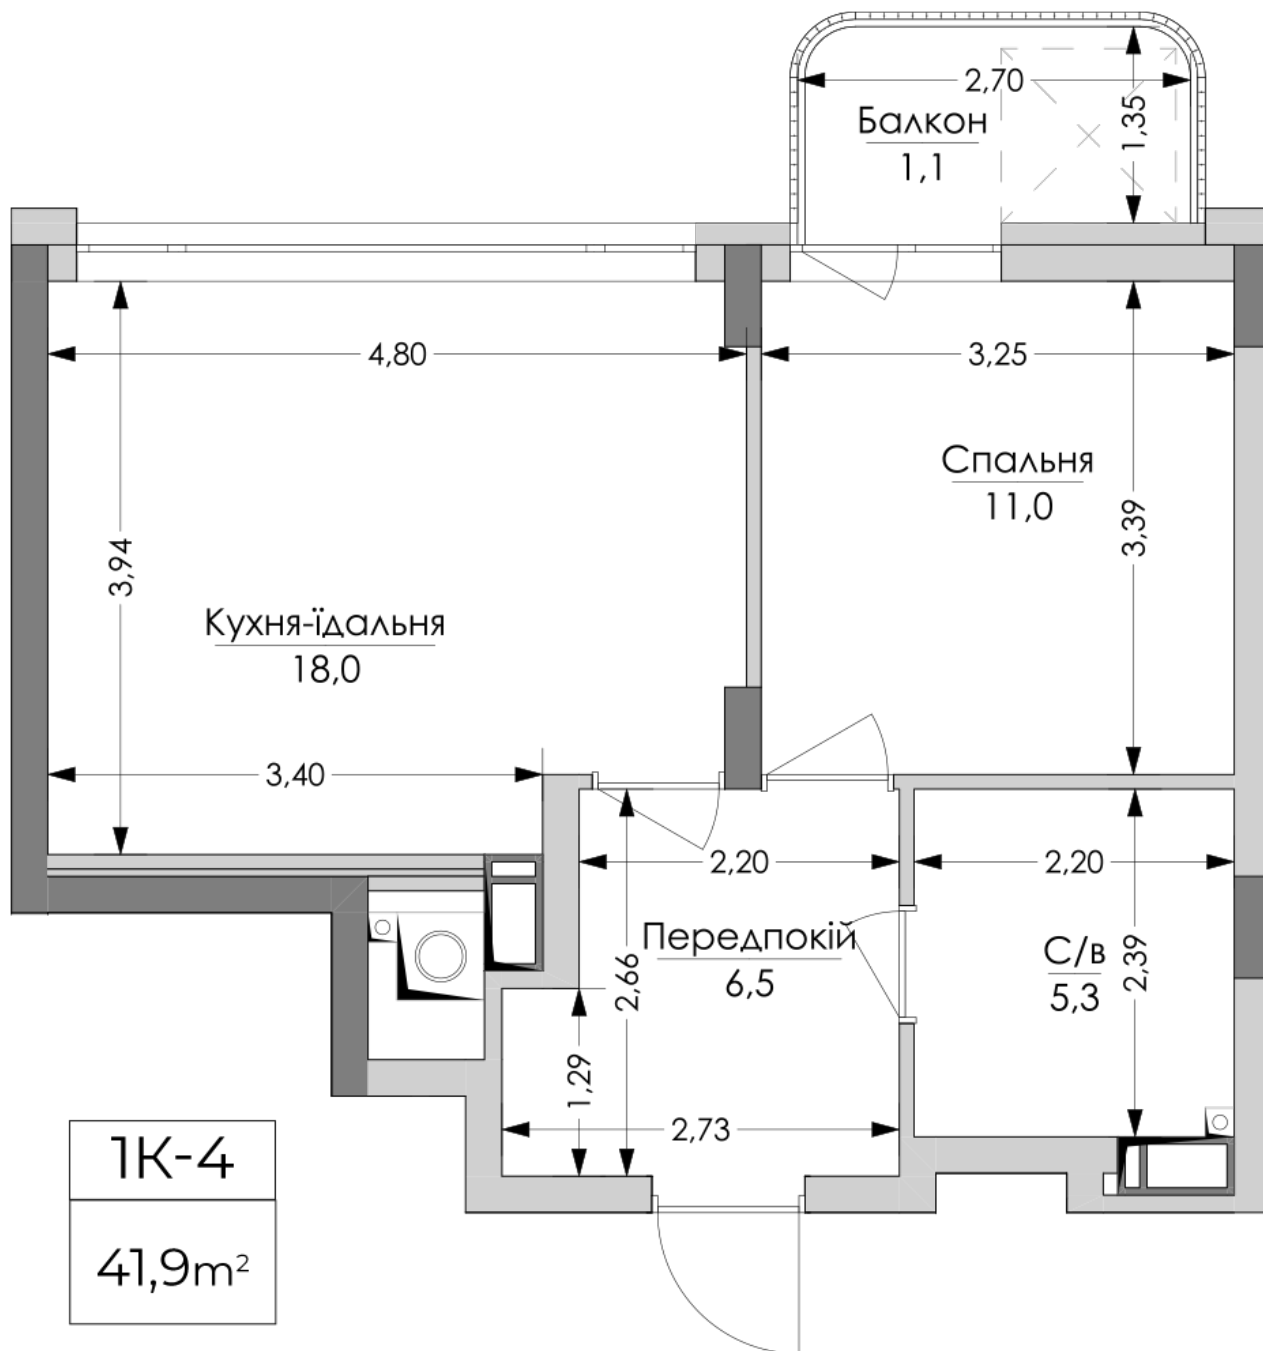 2,70
Балкон
1,1
1,35
4,80
3,25
Спальня
11,0
3,39
3,94
Кухня-їдальня
18,0
3,40
2,20
2,20
Передпокій
6,5
2,66
С/в
5,3
2,39
1,29
2,73
1К-4
41,9m²